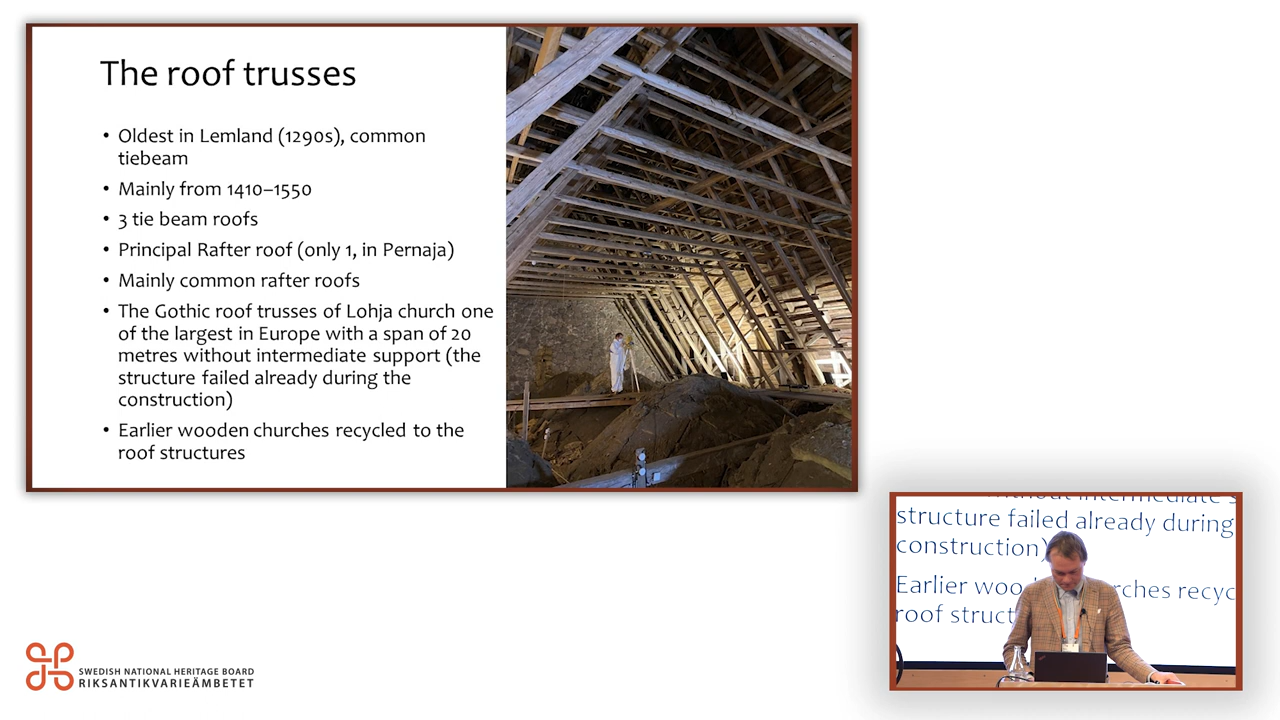 The roof trusses
• Oldest in Lemland (1290s), common
tiebeam
• Mainly from 1410–1550
• 3 tie beam roofs
• Principal Rafter roof (only 1, in Pernaja)
• Mainly common rafter roofs
• The Gothic roof trusses of Lohja church one
of the largest in Europe with a span of 20
metres without intermediate support (the
structure failed already during the
construction)
• Earlier wooden churches recycled to the
roof structures
without intermediate s
structure failed already during
construction)
Earlier woo rches recyc
roof struct
SWEDISH NATIONAL HERITAGE BOARD
RIKSANTIKVARIEÄMBETET